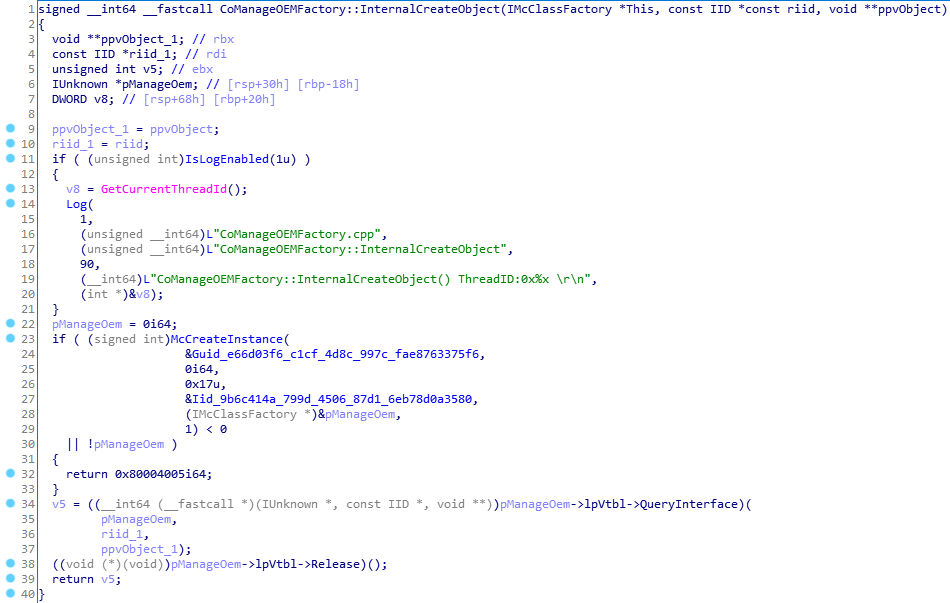 1 signed __int64 __fastcall CoManageOEMFactory::InternalCreateObject(IMcClassFactory *This, const IID *const riid, void **ppvObject)
2 {
3   void **ppvObject_1; // rbx
4   const IID *riid_1; // rdi
5   unsigned int v5; // ebx
6   IUnknown *pManageOem; // [rsp+30h] [rbp-18h]
7   DWORD v8; // [rsp+68h] [rbp+20h]
8
9   ppvObject_1 = ppvObject;
10   riid_1 = riid;
11   if ( (unsigned int)IsLogEnabled(1u) )
12   {
13     v8 = GetCurrentThreadId();
14     Log(
15       1,
16       (unsigned __int64)L"CoManageOEMFactory.cpp",
17       (unsigned __int64)L"CoManageOEMFactory::InternalCreateObject",
18       90,
19       (__int64)L"CoManageOEMFactory::InternalCreateObject() ThreadID:0x%x \r\n",
20       (int *)&v8);
21   }
22   pManageOem = 0i64;
23   if ( (signed int)McCreateInstance(
24                      &Guid_e66d03f6_c1cf_4d8c_997c_fae8763375f6,
25                      0i64,
26                      0x17u,
27                      &Iid_9b6c414a_799d_4506_87d1_6eb78d0a3580,
28                      (IMcClassFactory *)&pManageOem,
29                      1) < 0
30     || !pManageOem )
31   {
32     return 0x80004005i64;
33   }
34   v5 = ((__int64 (__fastcall *)(IUnknown *, const IID *, void **))pManageOem->lpVtbl->QueryInterface)(
35          pManageOem,
36          riid_1,
37          ppvObject_1);
38   ((void (*)(void))pManageOem->lpVtbl->Release)();
39   return v5;
40 }